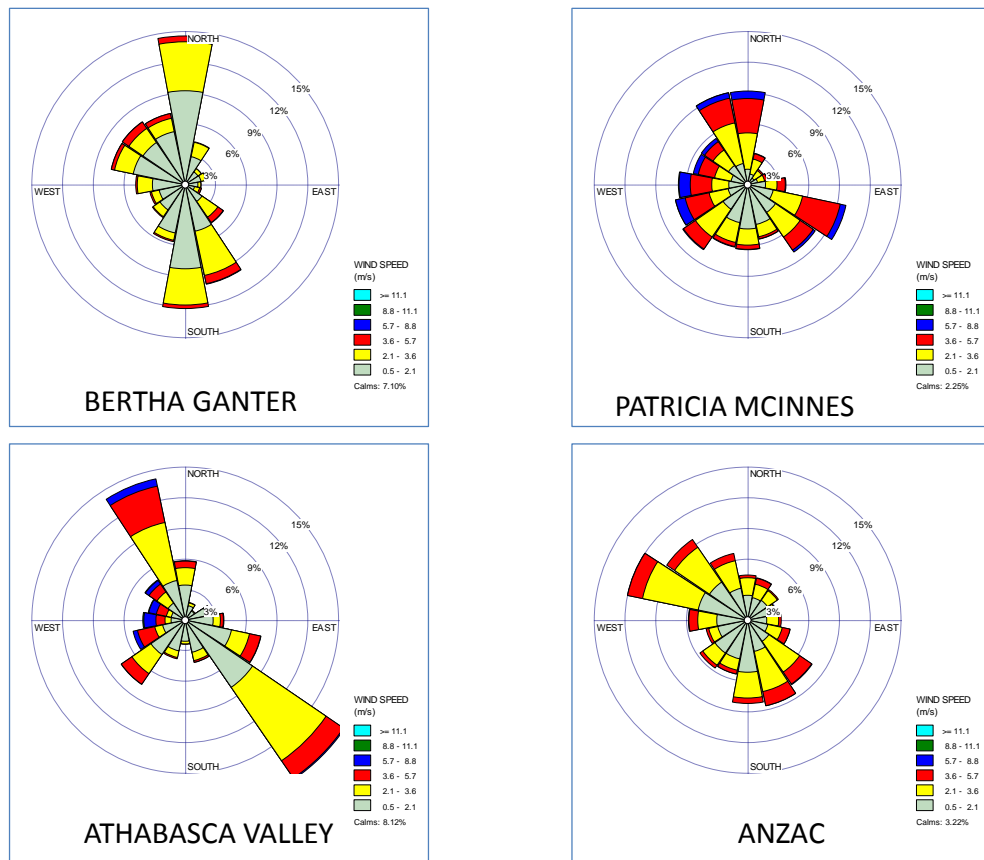 NORTH
15%
12%
9%
6%
3%
WEST
EAST
SOUTH
WIND SPEED
(m/s)
>= 11.1
8.8 - 11.1
5.7 - 8.8
3.6 - 5.7
2.1 - 3.6
0.5 - 2.1
Calms: 7.10%
BERTHA GANTER
NORTH
15%
12%
9%
6%
3%
WEST
EAST
SOUTH
WIND SPEED
(m/s)
>= 11.1
8.8 - 11.1
5.7 - 8.8
3.6 - 5.7
2.1 - 3.6
0.5 - 2.1
Calms: 2.25%
PATRICIA MCINNES
NORTH
15%
12%
9%
6%
3%
WEST
EAST
SOUTH
WIND SPEED
(m/s)
>= 11.1
8.8 - 11.1
5.7 - 8.8
3.6 - 5.7
2.1 - 3.6
0.5 - 2.1
Calms: 8.12%
ATHABASCA VALLEY
NORTH
15%
12%
9%
6%
3%
WEST
EAST
SOUTH
WIND SPEED
(m/s)
>= 11.1
8.8 - 11.1
5.7 - 8.8
3.6 - 5.7
2.1 - 3.6
0.5 - 2.1
Calms: 3.22%
ANZAC